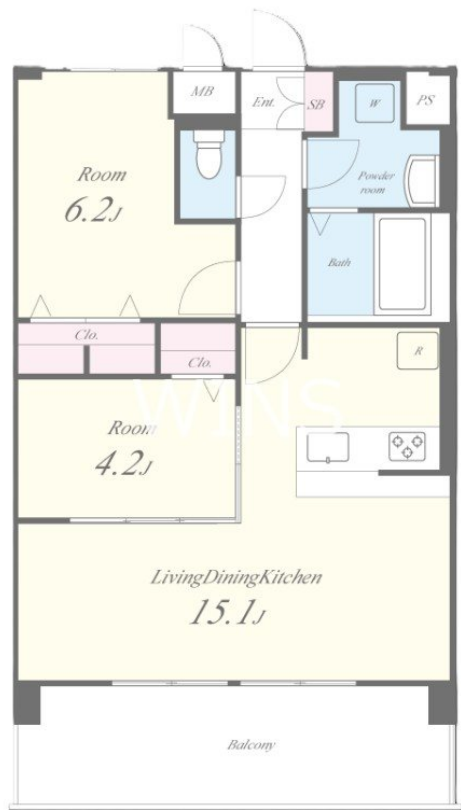 MB
Ent.
SB
W
PS
Room
6.2J
Powder
room
Bath
Clo.
Clo.
R
WINS
Room
4.2J
LivingDiningKitchen
15.1J
Balcony